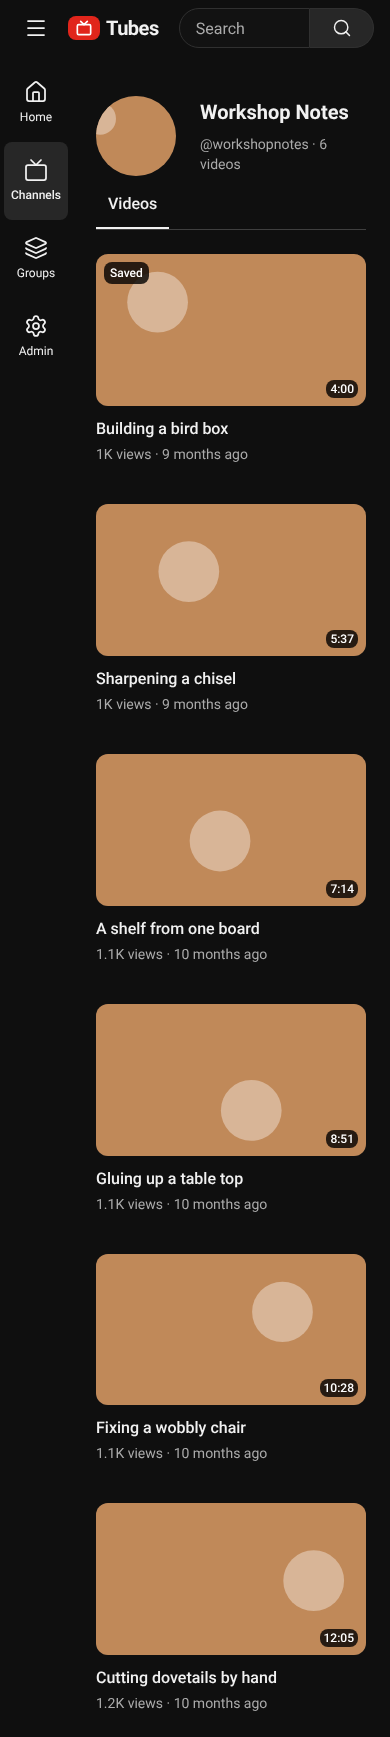 Tubes
Search
Home
Channels
Groups
Admin
Workshop Notes
@workshopnotes · 6
videos
Videos
Saved
4:00
Building a bird box
1K views · 9 months ago
5:37
Sharpening a chisel
1K views · 9 months ago
7:14
A shelf from one board
1.1K views · 10 months ago
8:51
Gluing up a table top
1.1K views · 10 months ago
10:28
Fixing a wobbly chair
1.1K views · 10 months ago
12:05
Cutting dovetails by hand
1.2K views · 10 months ago